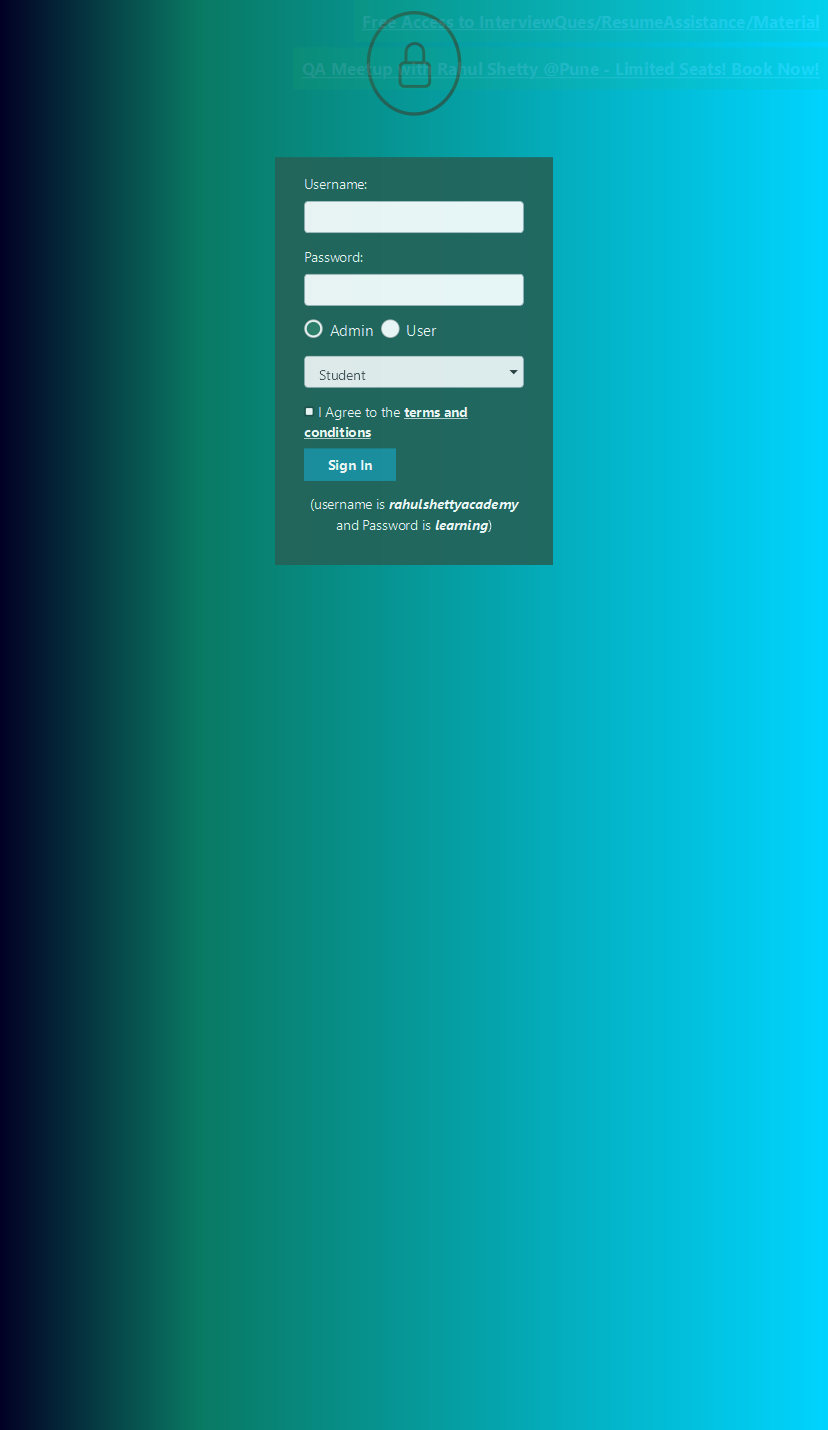 Free Access to InterviewQues/ResumeAssistance/Material
QA Meetup with Rahul Shetty @Pune - Limited Seats! Book Now!
Username:
Password:
Admin User
Student
I Agree to the terms and
conditions
Sign In
(username is rahulshettyacademy
and Password is learning)